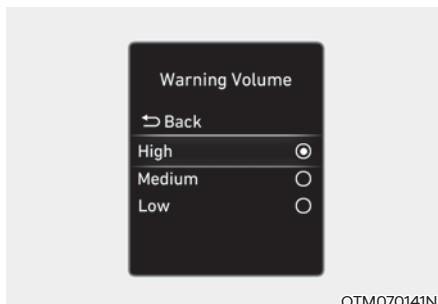 Warning Volume
Back
High
Medium
Low
OTM070141N